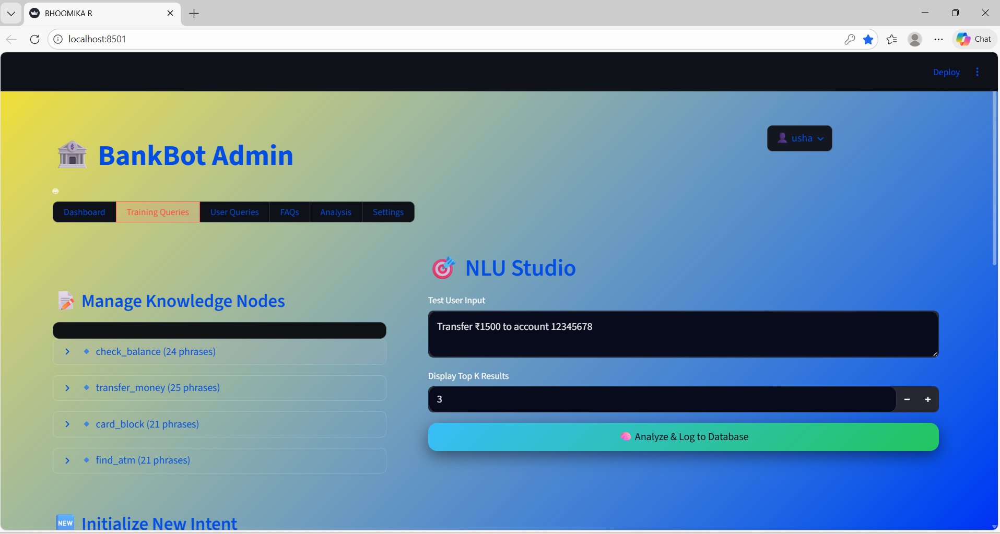 BHOOMIKA R
localhost:8501
Chat
Deploy
usha
BankBot Admin
Dashboard
Training Queries
User Queries
FAQs
Analysis
Settings
Manage Knowledge Nodes
check_balance (24 phrases)
transfer_money (25 phrases)
card_block (21 phrases)
find_atm (21 phrases)
NEW Initialize New Intent
NLU Studio
Test User Input
Transfer ₹1500 to account 12345678
Display Top K Results
3
Analyze & Log to Database